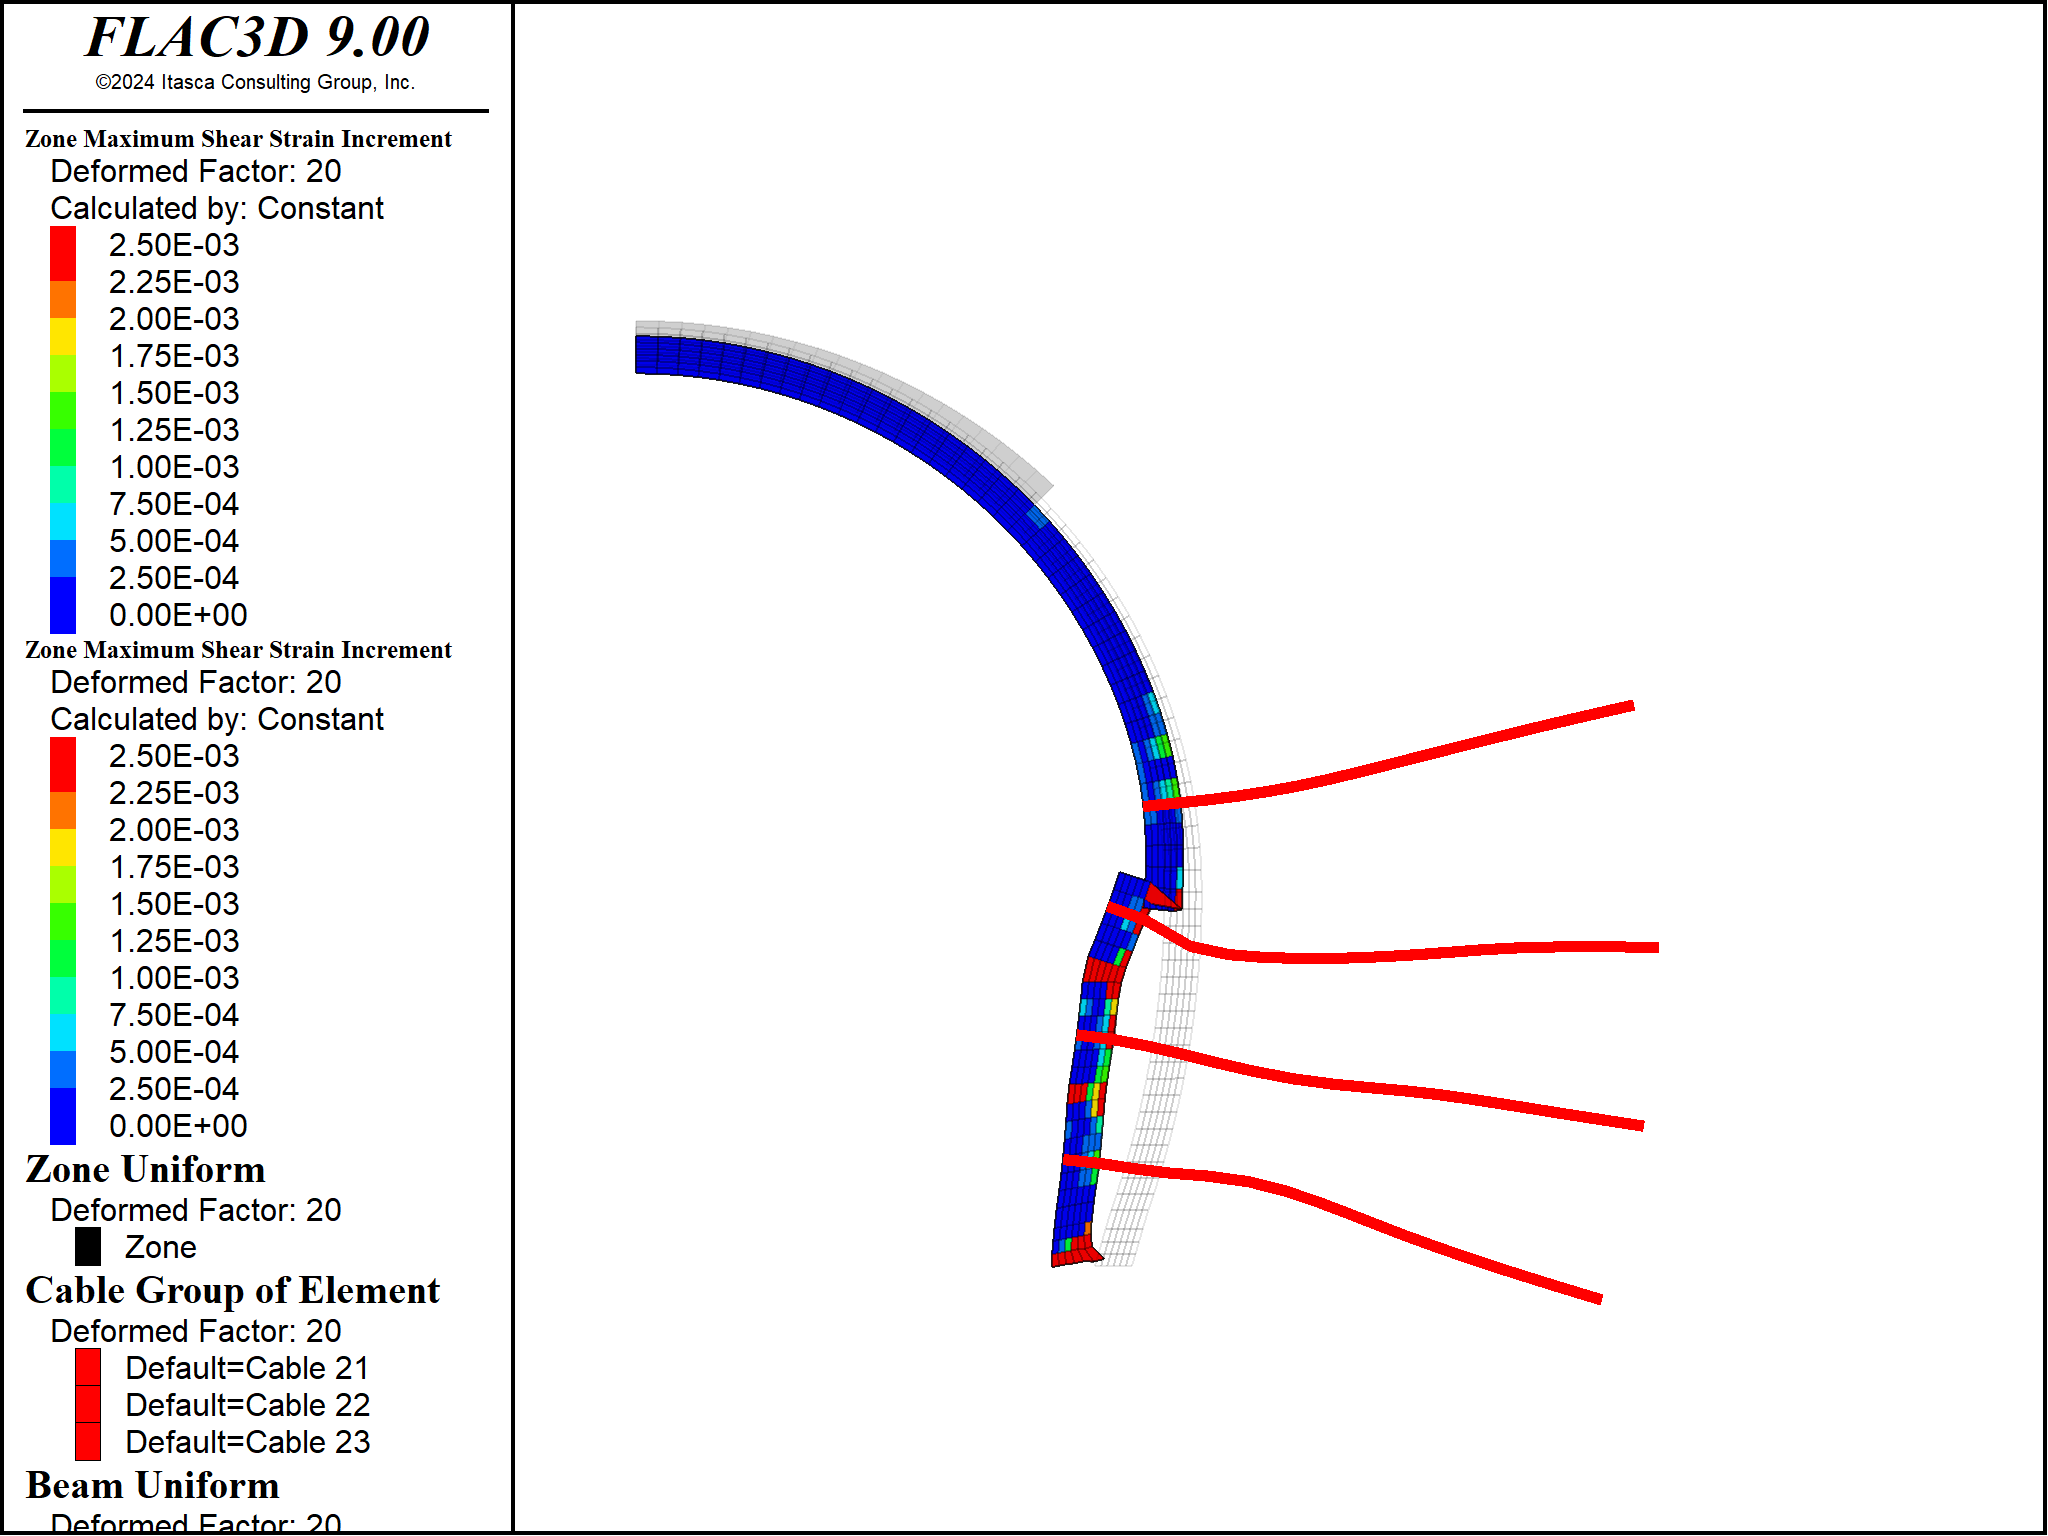 FLAC3D 9.00
©2024 Itasca Consulting Group, Inc.
Zone Maximum Shear Strain Increment
Deformed Factor: 20
Calculated by: Constant
2.50E-03
2.25E-03
2.00E-03
1.75E-03
1.50E-03
1.25E-03
1.00E-03
7.50E-04
5.00E-04
2.50E-04
0.00E+00
Zone Maximum Shear Strain Increment
Deformed Factor: 20
Calculated by: Constant
2.50E-03
2.25E-03
2.00E-03
1.75E-03
1.50E-03
1.25E-03
1.00E-03
7.50E-04
5.00E-04
2.50E-04
0.00E+00
Zone Uniform
Deformed Factor: 20
Zone
Cable Group of Element
Deformed Factor: 20
Default=Cable 21
Default=Cable 22
Default=Cable 23
Beam Uniform
Deformed Factor: 20